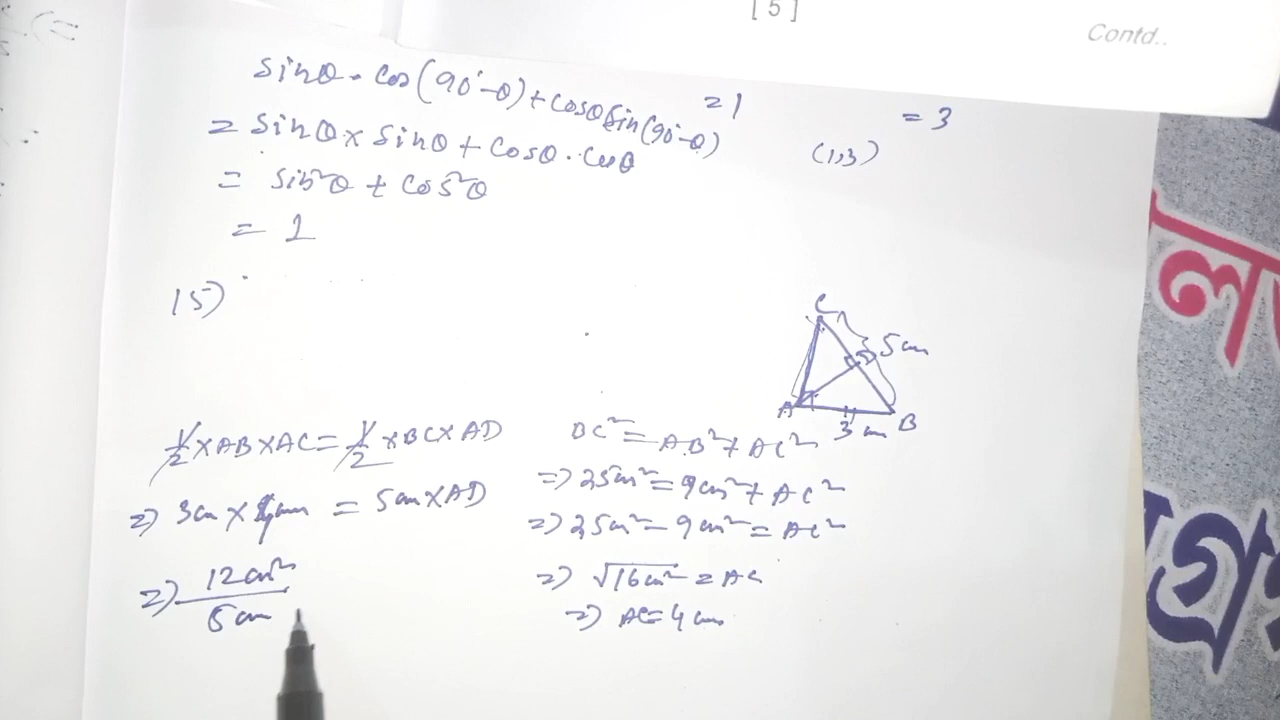 [5]
Contd..
sinθ·cos(90°-θ)+cosθ sin(90°-θ)
= sinθ × sinθ + cosθ·cosθ
= sin²θ + cos²θ
= 1
=1
= 3
(1,3)
15)
C
5cm
D
A
3cm
B
1/2 × AB × AC = 1/2 × BC × AD
⇒ 3cm × 4cm = 5cm × AD
⇒ 12cm²/5cm
BC² = AB² + AC²
⇒ 25cm² = 9cm² + AC²
⇒ 25cm² - 9cm² = AC²
⇒ √16cm² = AC
⇒ AC = 4cm